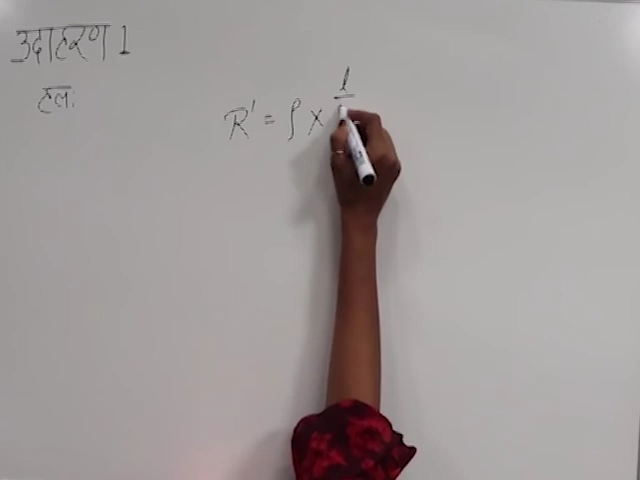 उदाहरण 1
हल:
R' = ρ × l